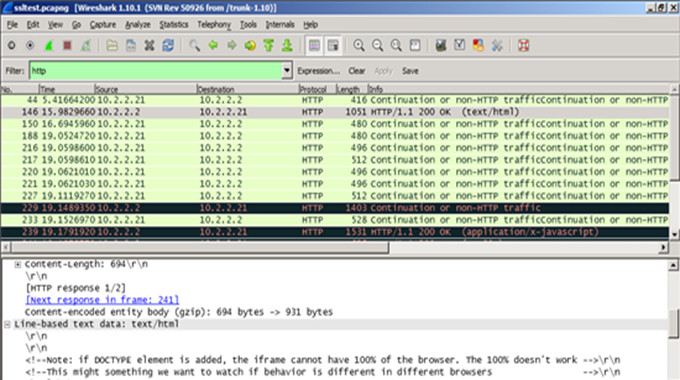 ssltest.pcapng [Wireshark 1.10.1 (SVN Rev 50926 from /trunk-1.10)]
File Edit View Go Capture Analyze Statistics Telephony Tools Internals Help
Filter: http Expression... Clear Apply Save
No. Time Source Destination Protocol Length Info
44 5.41664200 10.2.2.21 10.2.2.2 HTTP 416 Continuation or non-HTTP trafficContinuation or non-HTTP
146 15.9829660 10.2.2.2 10.2.2.21 HTTP 1051 HTTP/1.1 200 OK (text/html)
150 16.6945960 10.2.2.21 10.2.2.2 HTTP 480 Continuation or non-HTTP trafficContinuation or non-HTTP
188 19.0524720 10.2.2.21 10.2.2.2 HTTP 480 Continuation or non-HTTP trafficContinuation or non-HTTP
216 19.0598600 10.2.2.21 10.2.2.2 HTTP 496 Continuation or non-HTTP trafficContinuation or non-HTTP
217 19.0598610 10.2.2.21 10.2.2.2 HTTP 512 Continuation or non-HTTP trafficContinuation or non-HTTP
220 19.0621010 10.2.2.21 10.2.2.2 HTTP 496 Continuation or non-HTTP trafficContinuation or non-HTTP
221 19.0621030 10.2.2.21 10.2.2.2 HTTP 496 Continuation or non-HTTP trafficContinuation or non-HTTP
227 19.1119270 10.2.2.21 10.2.2.2 HTTP 512 Continuation or non-HTTP trafficContinuation or non-HTTP
229 19.1489350 10.2.2.2 10.2.2.21 HTTP 1403 Continuation or non-HTTP traffic
233 19.1526970 10.2.2.21 10.2.2.2 HTTP 528 Continuation or non-HTTP trafficContinuation or non-HTTP
239 19.1791920 10.2.2.2 10.2.2.21 HTTP 1531 HTTP/1.1 200 OK (application/x-javascript)
Content-Length: 694\r\n
\r\n
[HTTP response 1/2]
[Next response in frame: 241]
Content-encoded entity body (gzip): 694 bytes -> 931 bytes
Line-based text data: text/html
\r\n
\r\n
<!--Note: if DOCTYPE element is added, the iframe cannot have 100% of the browser. The 100% doesn't work -->\r\n
<!--This might something we want to watch if behavior is different in different browsers -->\r\n